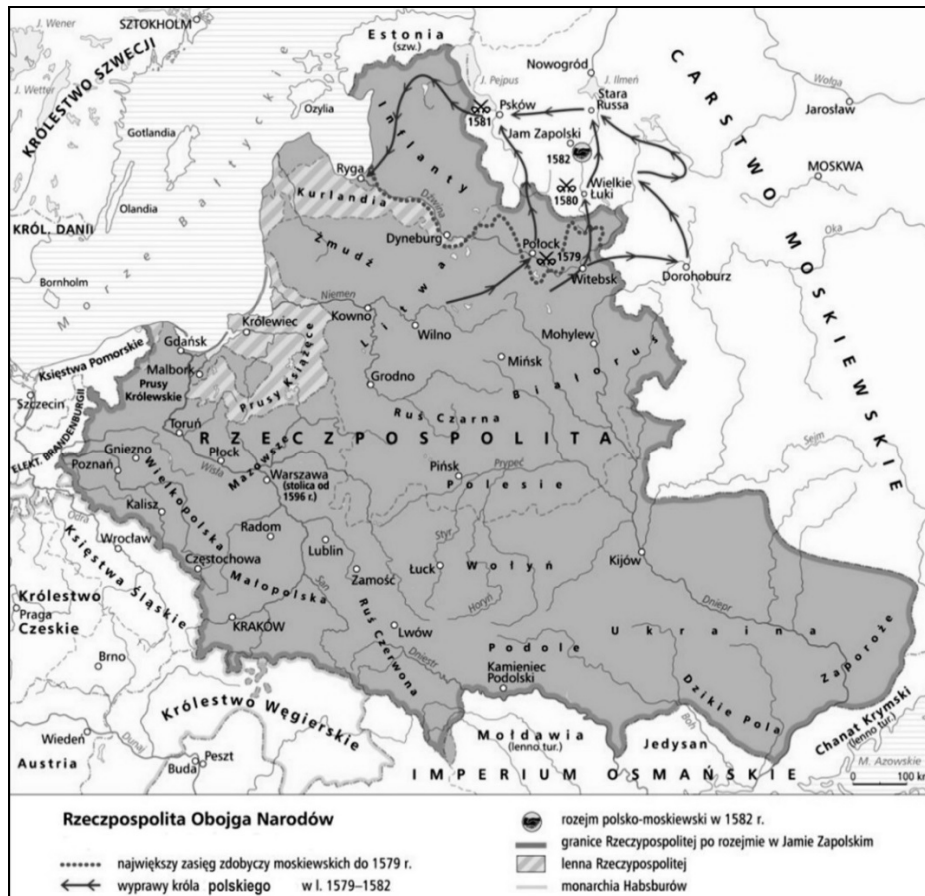 SZTOKHOLM
J. Wener
KRÓLESTWO SZWECJI
J. Wetter
Gotlandia
Olandia
KRÓL. DANII
Bornholm
Morze Bałtyckie
Estonia
(szw.)
Ozylia
J. Pejpus
Nowogród
J. Ilmeń
Stara
Russa
Psków
1581
Jam Zapolski
1582
Wielkie
Łuki
1580
CARSTWO MOSKIEWSKIE
Wołga
Jarosław
MOSKWA
Oka
Inflanty
Ryga
Kurlandia
Dźwina
Żmudź
Dyneburg
Połock
1579
Witebsk
Dorohoburz
Niemen
Kowno
Litwa
Wilno
Mohylew
Mińsk
Białoruś
Grodno
Królewiec
Prusy Książęce
Gdańsk
Malbork
Prusy
Królewskie
Księstwa Pomorskie
Szczecin
ELEKT. BRANDENBURGII
Toruń
Ruś Czarna
RZECZPOSPOLITA
Gniezno
Płock
Mazowsze
Poznań
Wisła
Wielkopolska
Warszawa
(stolica od
1596 r.)
Pińsk
Prypeć
Polesie
Sejm
Kalisz
Odra
Radom
Wrocław
Lublin
Styr
Księstwa Śląskie
Częstochowa
Zamość
Łuck
Wołyń
Kijów
Małopolska
San
Horyń
Dniepr
Królestwo
Czeskie
Praga
KRAKÓW
Ruś Czerwona
Lwów
Ukraina
Zaporoże
Brno
Dniestr
Podole
Kamieniec
Podolski
Dzikie Pola
Królestwo Węgierskie
Wiedeń
Dunaj
Austria
Buda
Peszt
Mołdawia
(lenno tur.)
Boh
Jedysan
Chanat Krymski
(lenno tur.)
M. Azowskie
IMPERIUM OSMAŃSKIE
0 100 km
Rzeczpospolita Obojga Narodów
największy zasięg zdobyczy moskiewskich do 1579 r.
wyprawy króla polskiego w l. 1579–1582
rozejm polsko-moskiewski w 1582 r.
granice Rzeczypospolitej po rozejmie w Jamie Zapolskim
lenna Rzeczypospolitej
monarchia Habsburów